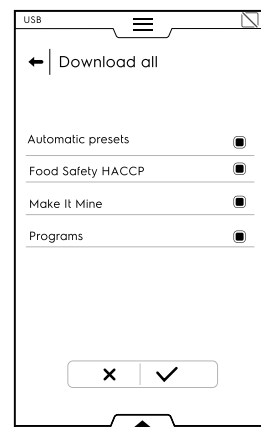 USB
Download all
Automatic presets
Food Safety HACCP
Make It Mine
Programs